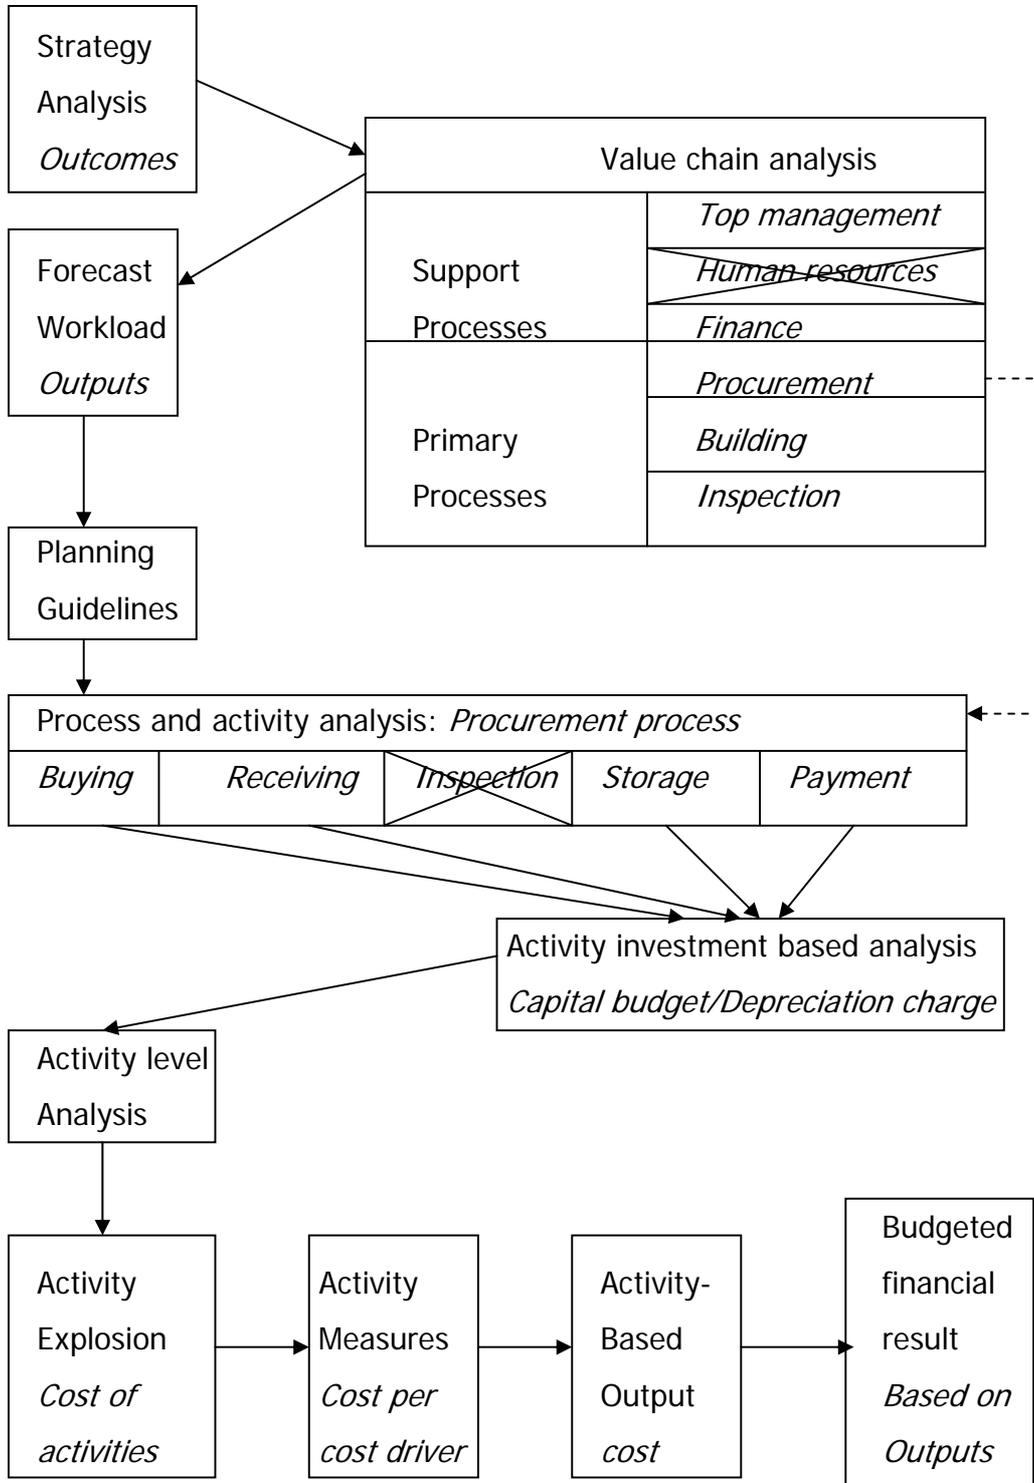 Strategy
Analysis
Outcomes
Value chain analysis
Top management
Support
Processes
Human resources
Finance
Forecast
Workload
Outputs
Procurement
Primary
Processes
Building
Inspection
Planning
Guidelines
Process and activity analysis: Procurement process
Buying
Receiving
Inspection
Storage
Payment
Activity investment based analysis
Capital budget/Depreciation charge
Activity level
Analysis
Activity
Explosion
Cost of
activities
Activity
Measures
Cost per
cost driver
Activity-
Based
Output
cost
Budgeted
financial
result
Based on
Outputs